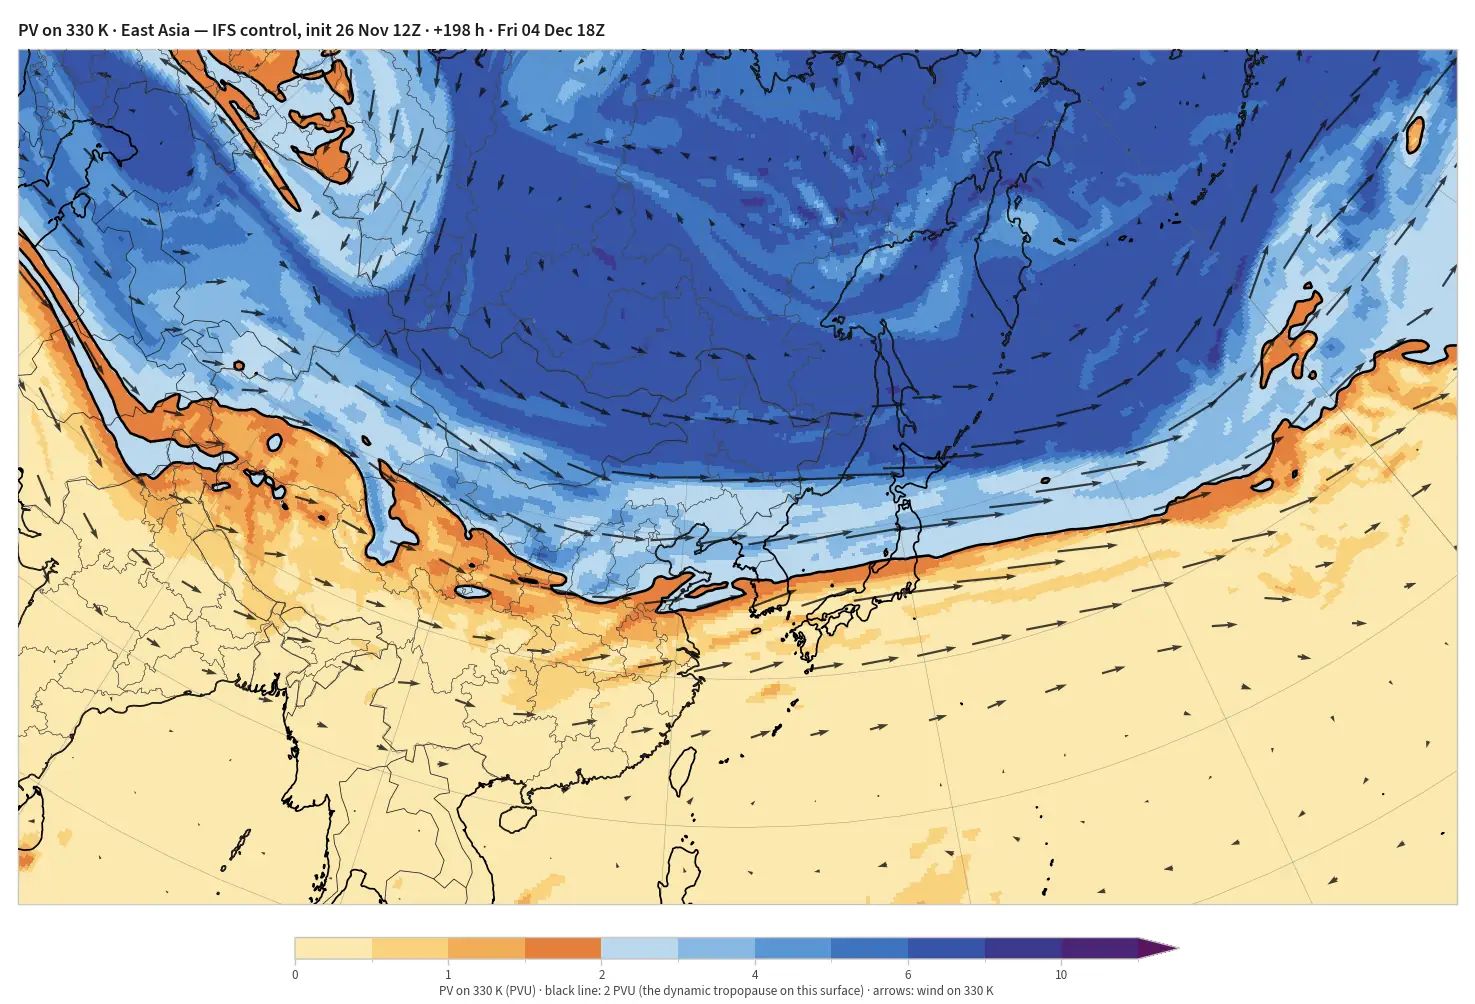 PV on 330 K · East Asia — IFS control, init 26 Nov 12Z · +198 h · Fri 04 Dec 18Z
0 1 2 4 6 10
PV on 330 K (PVU) · black line: 2 PVU (the dynamic tropopause on this surface) · arrows: wind on 330 K